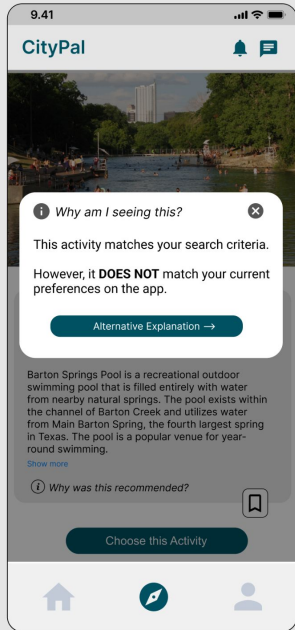 9.41
CityPal
Why am I seeing this?
This activity matches your search criteria.
However, it DOES NOT match your current
preferences on the app.
Alternative Explanation →
Barton Springs Pool is a recreational outdoor
swimming pool that is filled entirely with water
from nearby natural springs. The pool exists within
the channel of Barton Creek and utilizes water
from Main Barton Spring, the fourth largest spring
in Texas. The pool is a popular venue for year-
round swimming.
Show more
i Why was this recommended?
Choose this Activity